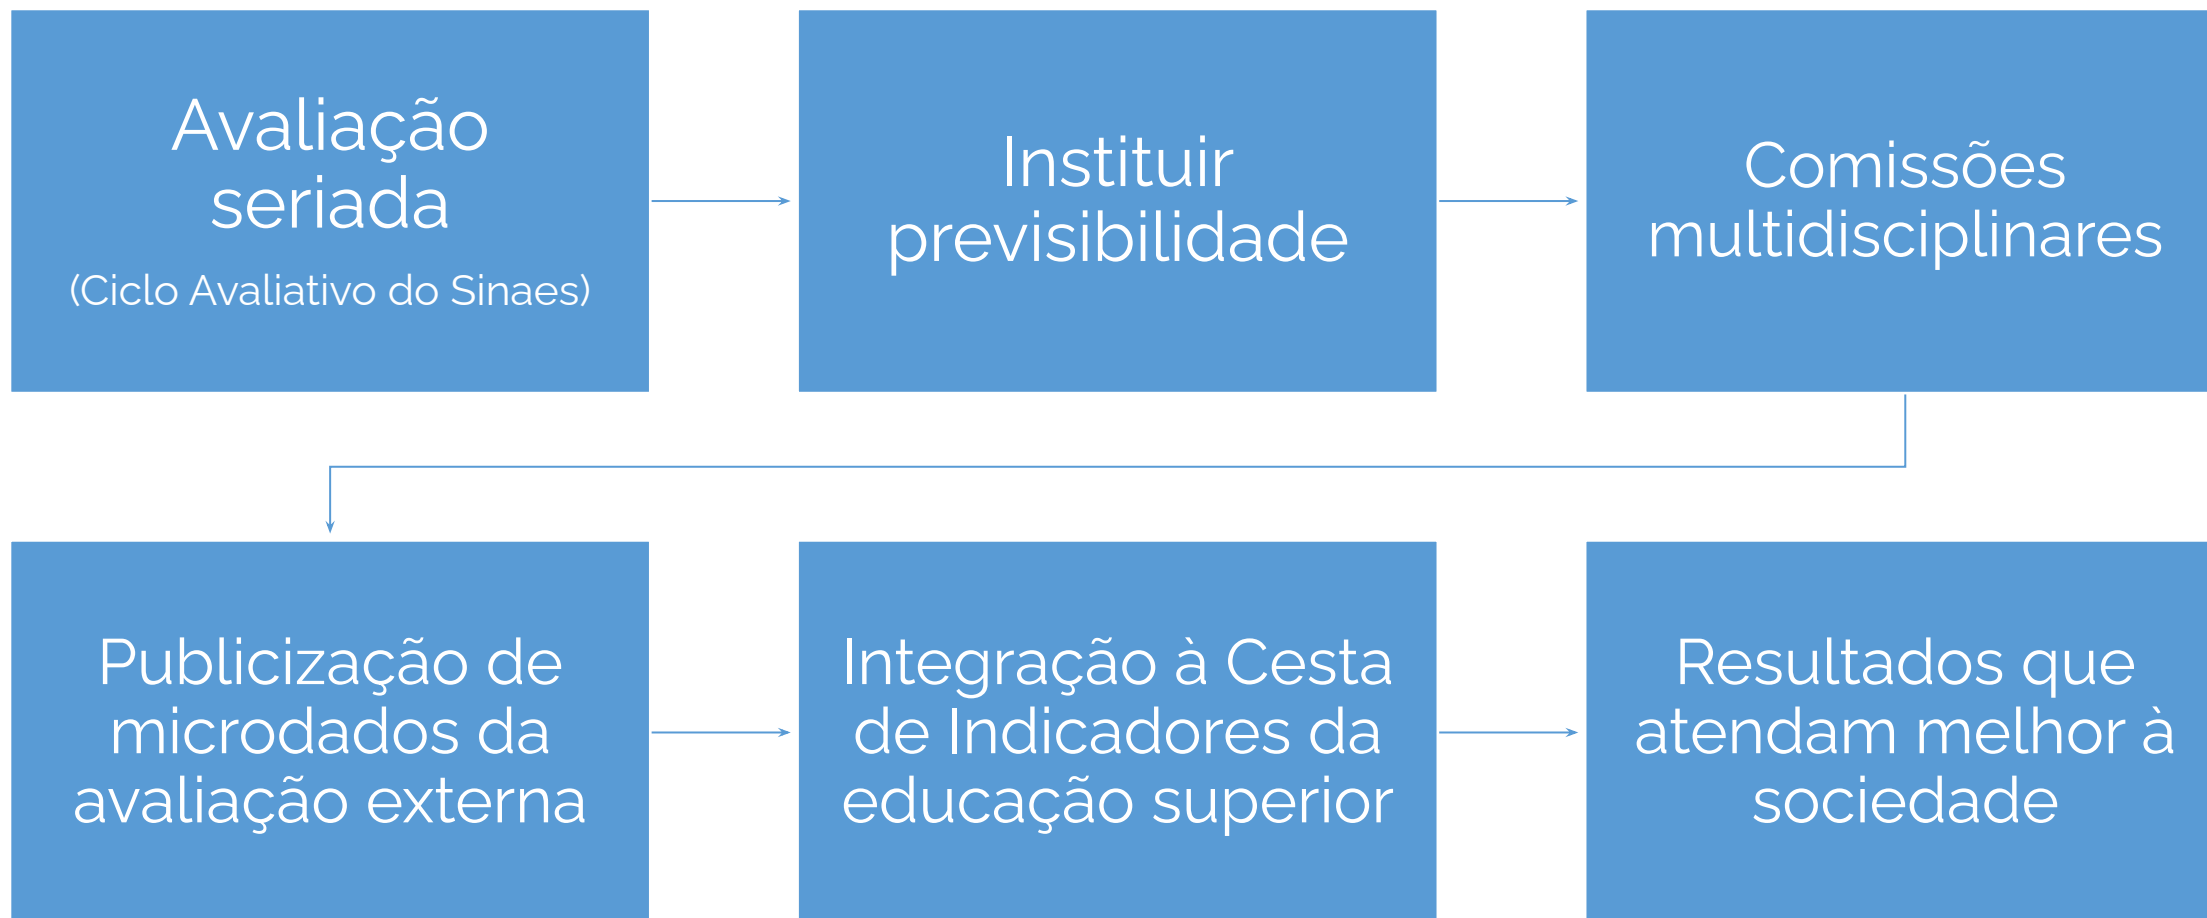 Avaliação
seriada
(Ciclo Avaliativo do Sinaes)
Instituir
previsibilidade
Comissões
multidisciplinares
Publicização de
microdados da
avaliação externa
Integração à Cesta
de Indicadores da
educação superior
Resultados que
atendam melhor à
sociedade